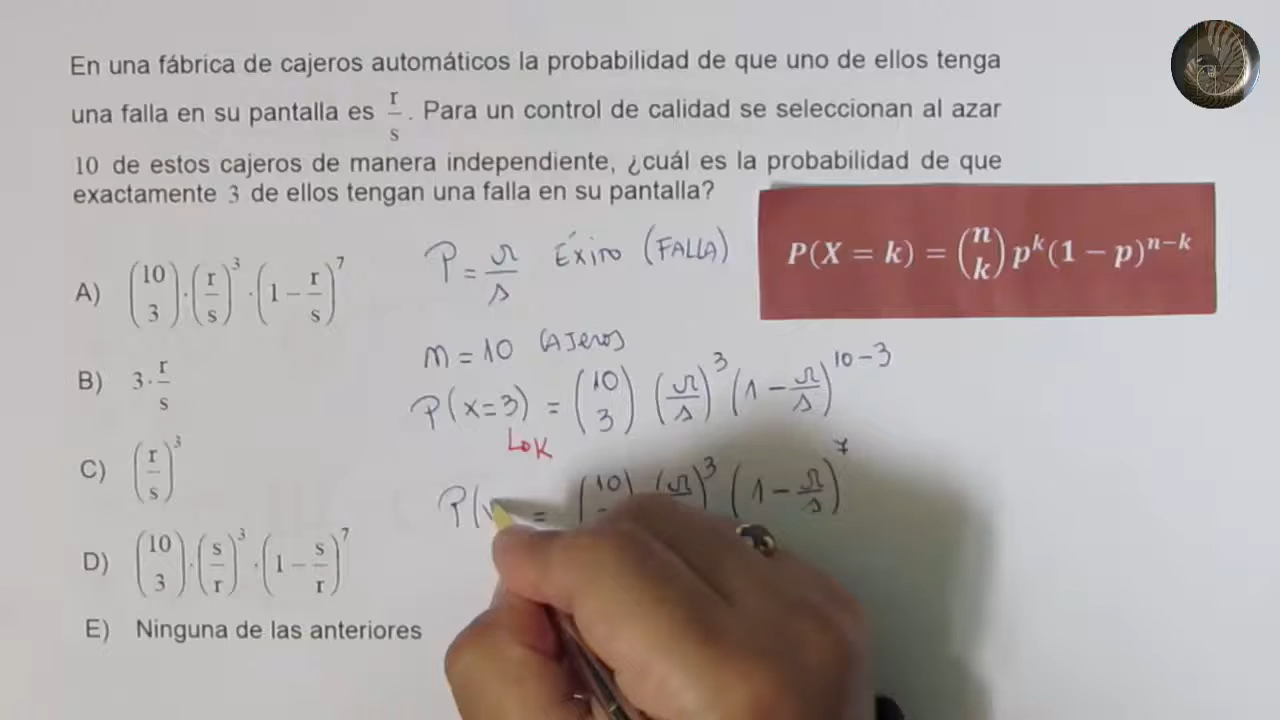 En una fábrica de cajeros automáticos la probabilidad de que uno de ellos tenga
una falla en su pantalla es r/s. Para un control de calidad se seleccionan al azar
10 de estos cajeros de manera independiente, ¿cuál es la probabilidad de que
exactamente 3 de ellos tengan una falla en su pantalla?
P(X = k) = (n k) p^k (1 − p)^(n−k)
P = r/s ÉXITO (FALLA)
A) (10 3) · (r/s)^3 · (1 − r/s)^7
n = 10 CAJEROS
B) 3 · r/s
P(x=3) = (10 3) (r/s)^3 (1 − r/s)^(10−3)
LOK
C) (r/s)^3
P( = (10 (r/s)^3 (1 − r/s)^7
D) (10 3) · (s/r)^3 · (1 − s/r)^7
E) Ninguna de las anteriores